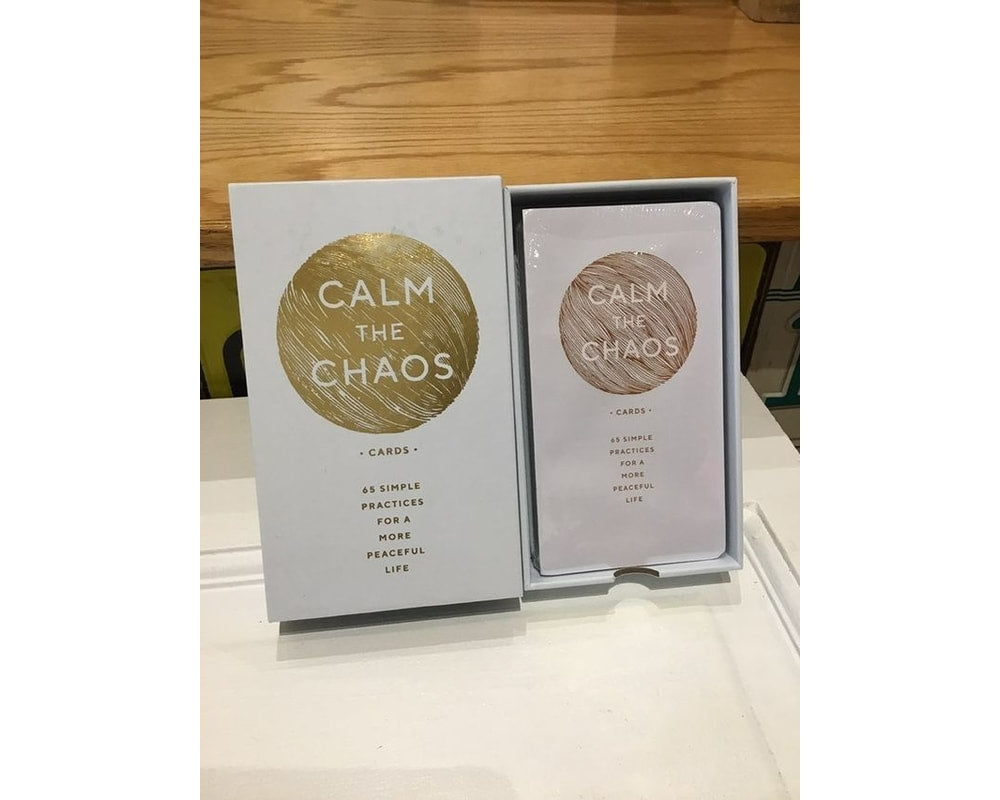 CALM
THE
CHAOS
• CARDS •
65 SIMPLE
PRACTICES
FOR A
MORE
PEACEFUL
LIFE
CALM
THE
CHAOS
• CARDS •
65 SIMPLE
PRACTICES
FOR A
MORE
PEACEFUL
LIFE